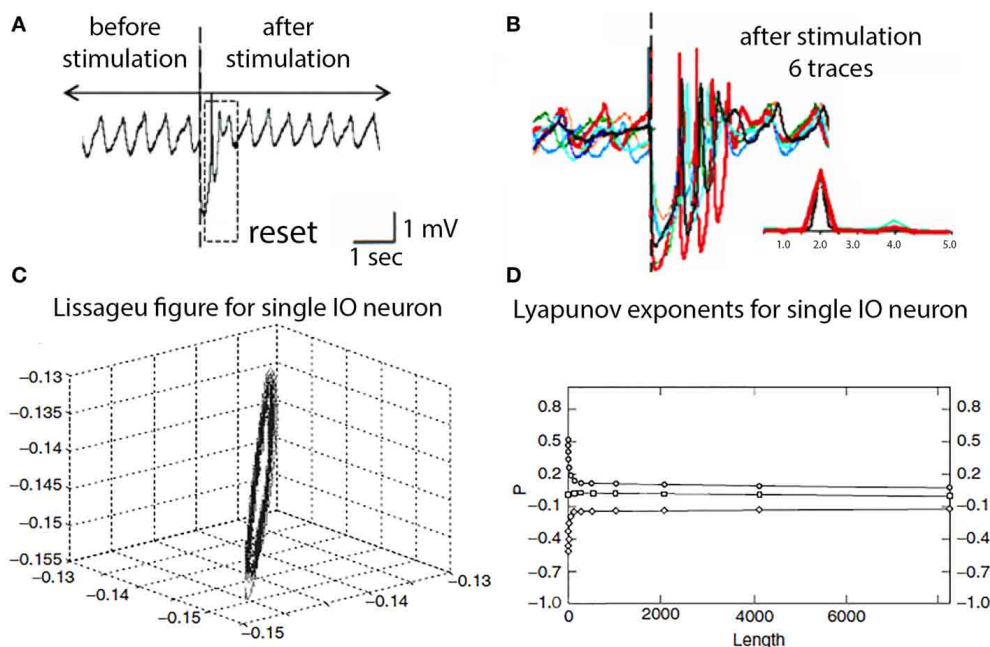 A
before stimulation
after stimulation
reset
1 mV
1 sec
B
after stimulation
6 traces
1.0 2.0 3.0 4.0 5.0
C
Lissageu figure for single IO neuron
−0.13
−0.135
−0.14
−0.145
−0.15
−0.155
−0.13
−0.14
−0.15
−0.15
−0.14
−0.13
D
Lyapunov exponents for single IO neuron
0.8 0.8
0.5 0.5
0.2 0.2
P
−0.1 −0.1
−0.4 −0.4
−0.7 −0.7
−1.0 −1.0
0 2000 4000 6000
Length